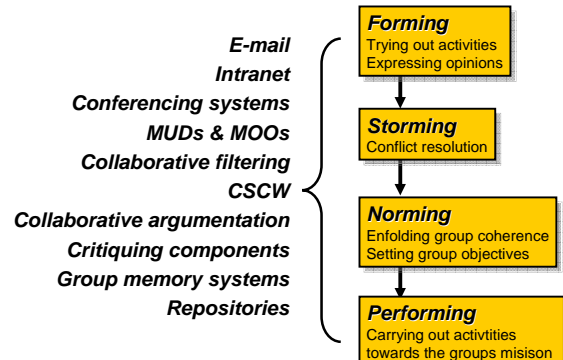 E-mail
Intranet
Conferencing systems
MUDs & MOOs
Collaborative filtering
CSCW
Collaborative argumentation
Critiquing components
Group memory systems
Repositories
Forming
Trying out activities
Expressing opinions
Storming
Conflict resolution
Norming
Enfolding group coherence
Setting group objectives
Performing
Carrying out activtities
towards the groups misison